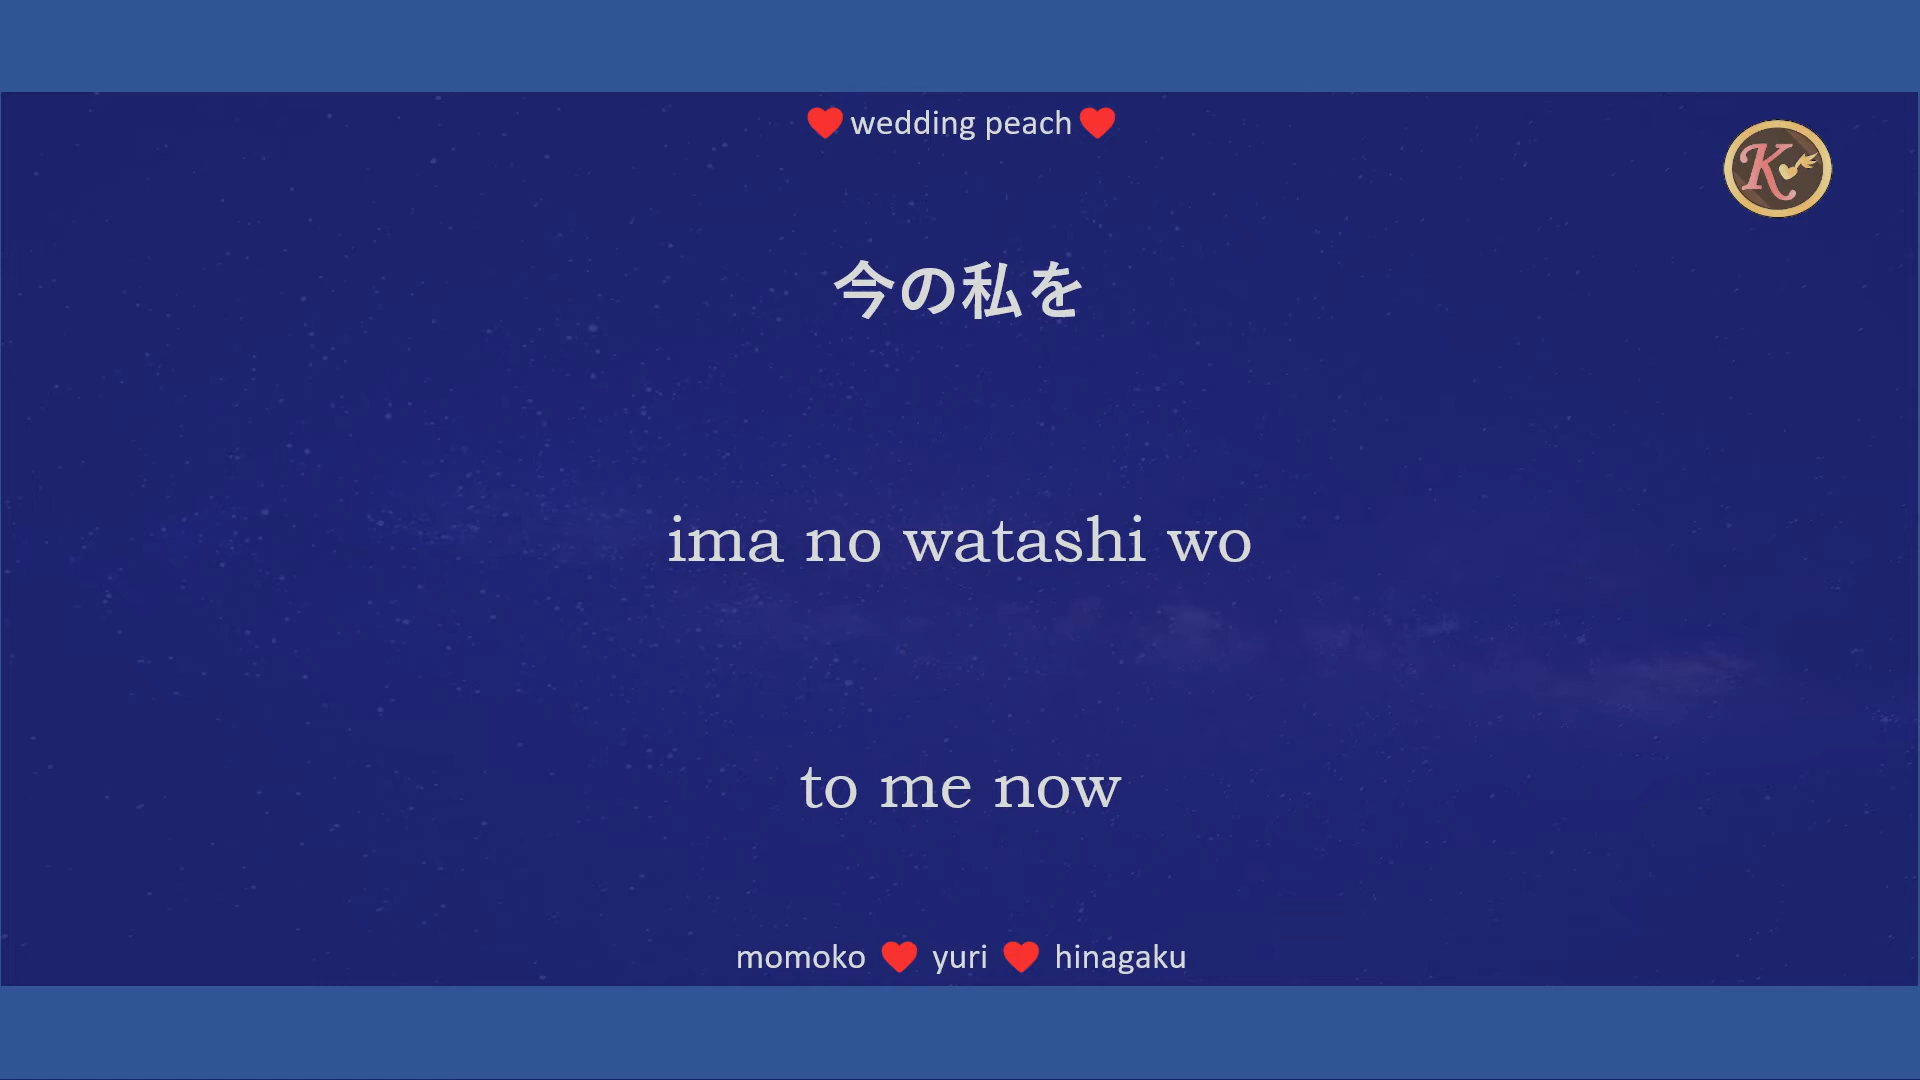 ❤ wedding peach ❤
K
今の私を
ima no watashi wo
to me now
momoko ❤ yuri ❤ hinagaku